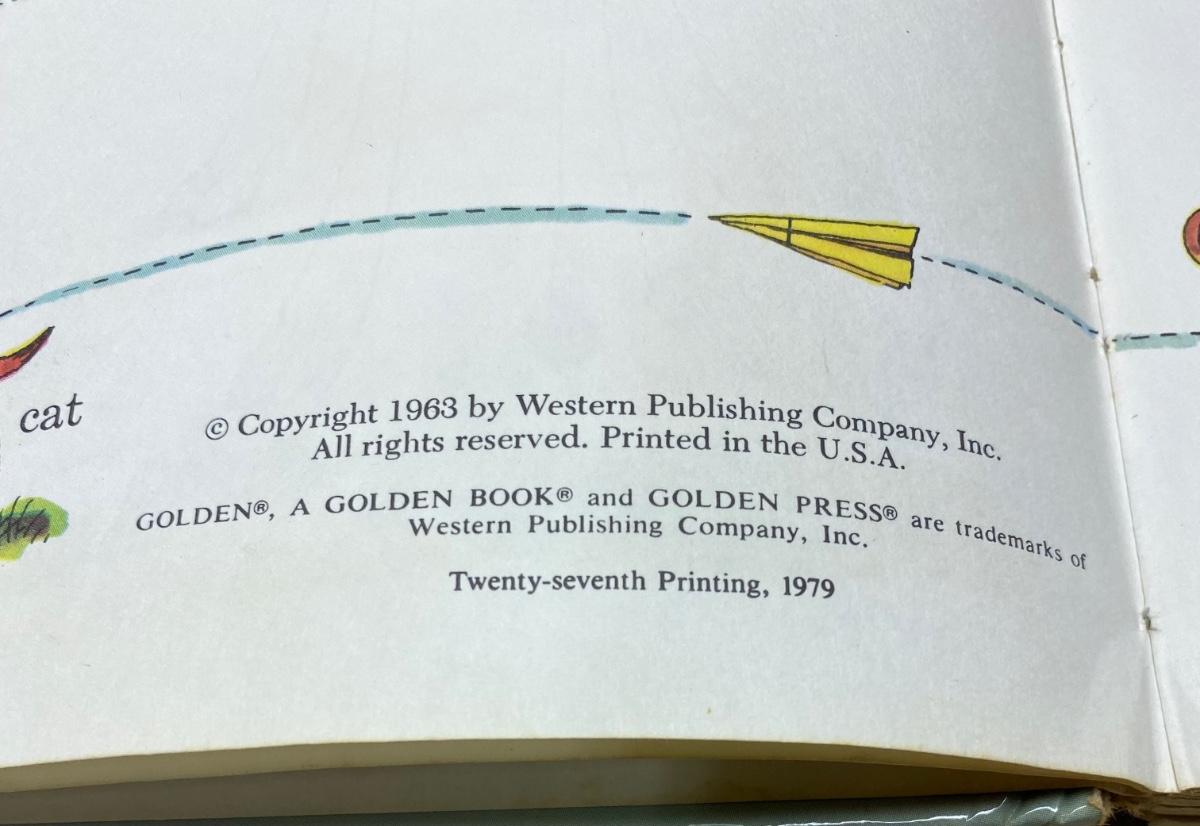 cat
© Copyright 1963 by Western Publishing Company, Inc.
All rights reserved. Printed in the U.S.A.
GOLDEN®, A GOLDEN BOOK® and GOLDEN PRESS® are trademarks of
Western Publishing Company, Inc.
Twenty-seventh Printing, 1979